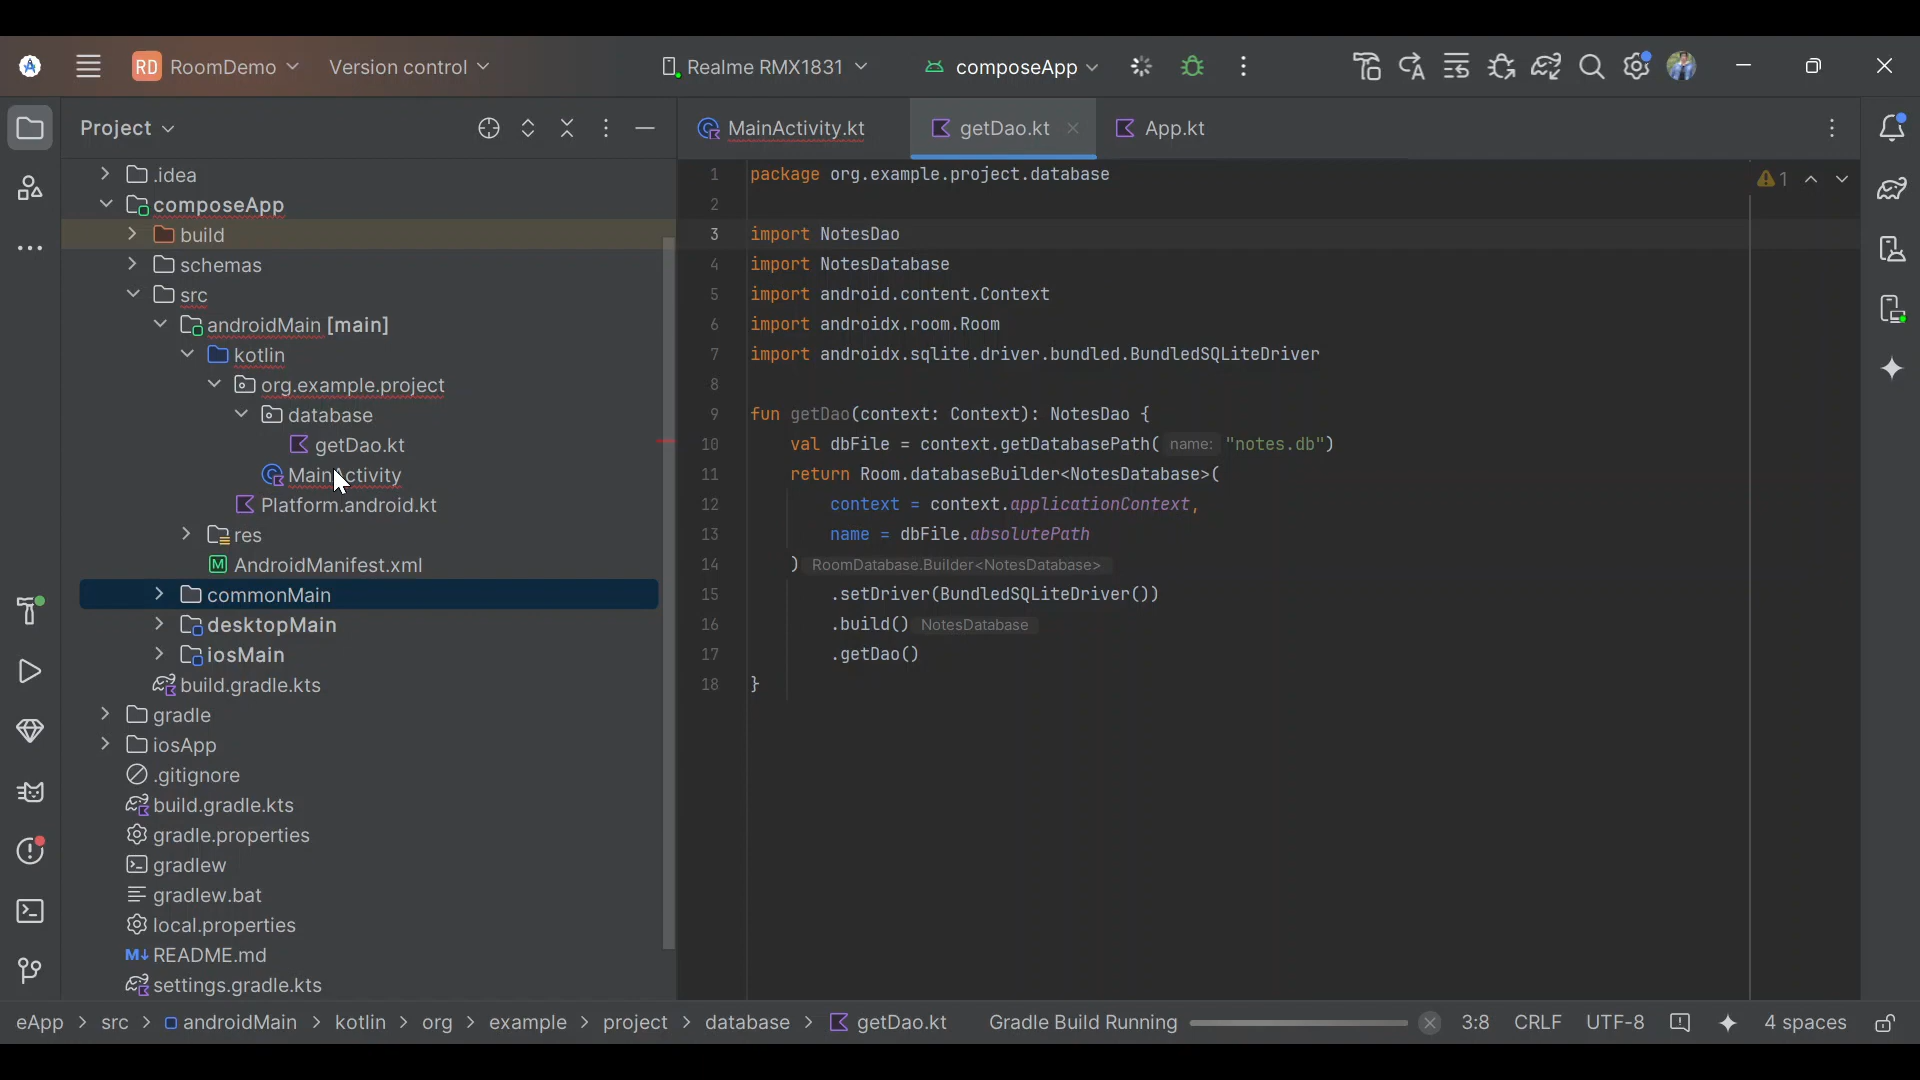 RD RoomDemo Version control Realme RMX1831 composeApp
Project
MainActivity.kt getDao.kt App.kt
.idea
composeApp
build
schemas
src
androidMain [main]
kotlin
org.example.project
database
getDao.kt
MainActivity
Platform.android.kt
res
AndroidManifest.xml
commonMain
desktopMain
iosMain
build.gradle.kts
gradle
iosApp
.gitignore
build.gradle.kts
gradle.properties
gradlew
gradlew.bat
local.properties
README.md
settings.gradle.kts
1 package org.example.project.database
2
3 import NotesDao
4 import NotesDatabase
5 import android.content.Context
6 import androidx.room.Room
7 import androidx.sqlite.driver.bundled.BundledSQLiteDriver
8
9 fun getDao(context: Context): NotesDao {
10 val dbFile = context.getDatabasePath( name: "notes.db")
11 return Room.databaseBuilder<NotesDatabase>(
12 context = context.applicationContext,
13 name = dbFile.absolutePath
14 ) RoomDatabase.Builder<NotesDatabase>
15 .setDriver(BundledSQLiteDriver())
16 .build() NotesDatabase
17 .getDao()
18 }
1
eApp > src > androidMain > kotlin > org > example > project > database > getDao.kt Gradle Build Running 3:8 CRLF UTF-8 4 spaces